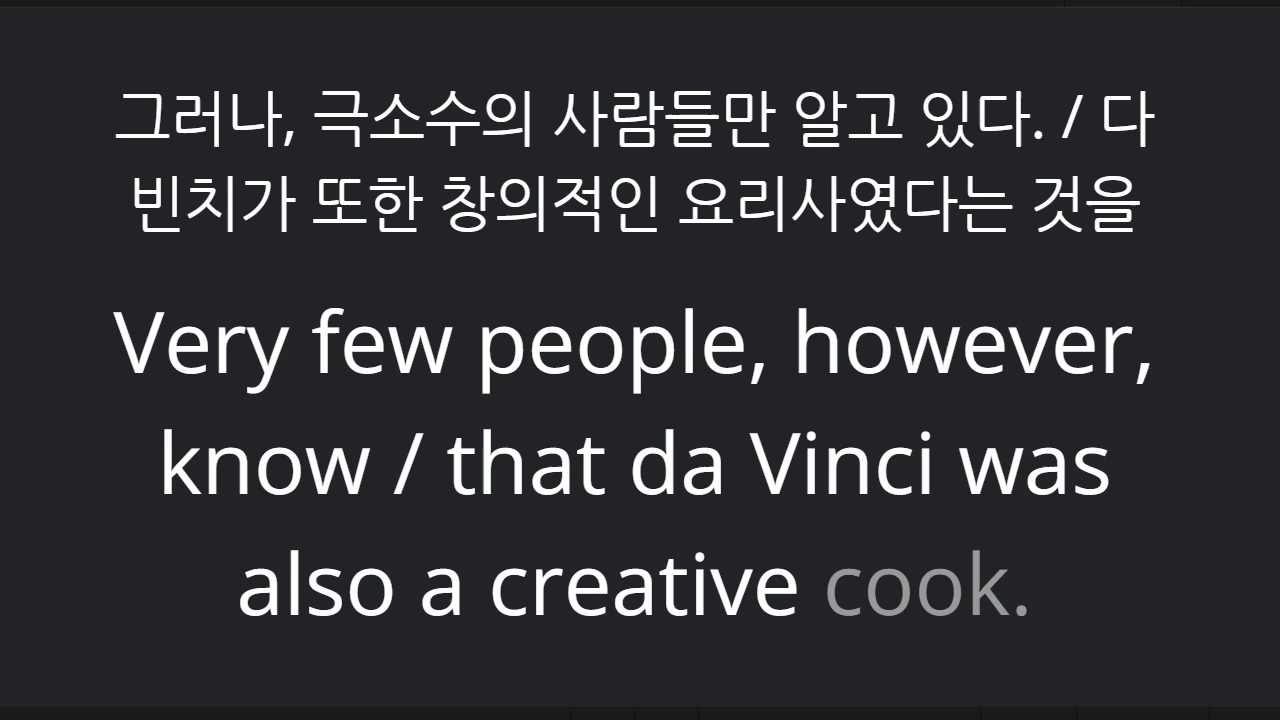 그러나, 극소수의 사람들만 알고 있다. / 다
빈치가 또한 창의적인 요리사였다는 것을
Very few people, however,
know / that da Vinci was
also a creative cook.